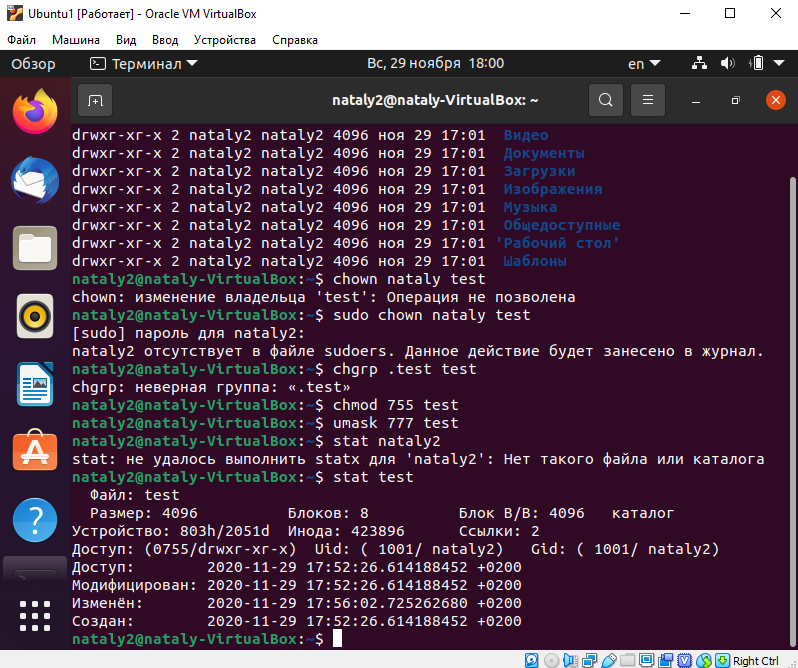 Ubuntu1 [Работает] - Oracle VM VirtualBox
Файл Машина Вид Ввод Устройства Справка
Обзор Терминал Вс, 29 ноября 18:00 en
nataly2@nataly-VirtualBox: ~
drwxr-xr-x 2 nataly2 nataly2 4096 ноя 29 17:01 Видео
drwxr-xr-x 2 nataly2 nataly2 4096 ноя 29 17:01 Документы
drwxr-xr-x 2 nataly2 nataly2 4096 ноя 29 17:01 Загрузки
drwxr-xr-x 2 nataly2 nataly2 4096 ноя 29 17:01 Изображения
drwxr-xr-x 2 nataly2 nataly2 4096 ноя 29 17:01 Музыка
drwxr-xr-x 2 nataly2 nataly2 4096 ноя 29 17:01 Общедоступные
drwxr-xr-x 2 nataly2 nataly2 4096 ноя 29 17:01 'Рабочий стол'
drwxr-xr-x 2 nataly2 nataly2 4096 ноя 29 17:01 Шаблоны
nataly2@nataly-VirtualBox:~$ chown nataly test
chown: изменение владельца 'test': Операция не позволена
nataly2@nataly-VirtualBox:~$ sudo chown nataly test
[sudo] пароль для nataly2:
nataly2 отсутствует в файле sudoers. Данное действие будет занесено в журнал.
nataly2@nataly-VirtualBox:~$ chgrp .test test
chgrp: неверная группа: «.test»
nataly2@nataly-VirtualBox:~$ chmod 755 test
nataly2@nataly-VirtualBox:~$ umask 777 test
nataly2@nataly-VirtualBox:~$ stat nataly2
stat: не удалось выполнить statx для 'nataly2': Нет такого файла или каталога
nataly2@nataly-VirtualBox:~$ stat test
Файл: test
Размер: 4096 Блоков: 8 Блок В/В: 4096 каталог
Устройство: 803h/2051d Инода: 423896 Ссылки: 2
Доступ: (0755/drwxr-xr-x) Uid: ( 1001/ nataly2) Gid: ( 1001/ nataly2)
Доступ: 2020-11-29 17:52:26.614188452 +0200
Модифицирован: 2020-11-29 17:52:26.614188452 +0200
Изменён: 2020-11-29 17:56:02.725262680 +0200
Создан: 2020-11-29 17:52:26.614188452 +0200
nataly2@nataly-VirtualBox:~$
Right Ctrl